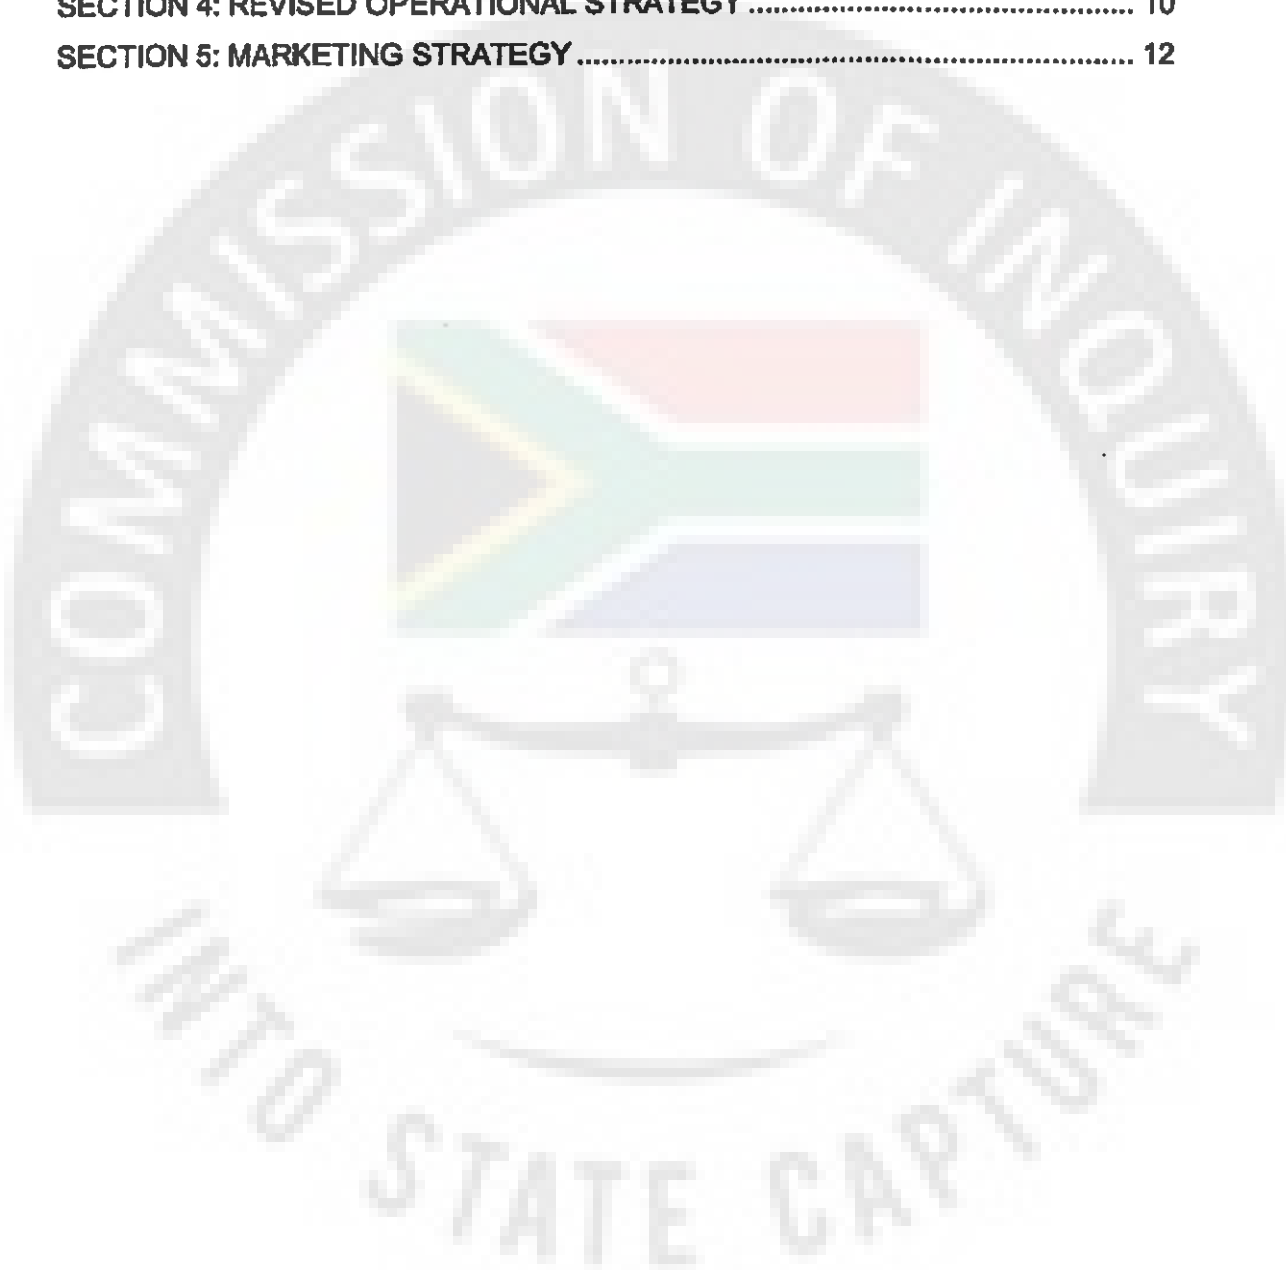 SECTION 4: REVISED OPERATIONAL STRATEGY ................................................ 10
SECTION 5: MARKETING STRATEGY ...................................................................... 12
COMMISSION OF INQUIRY
INTO STATE CAPTURE